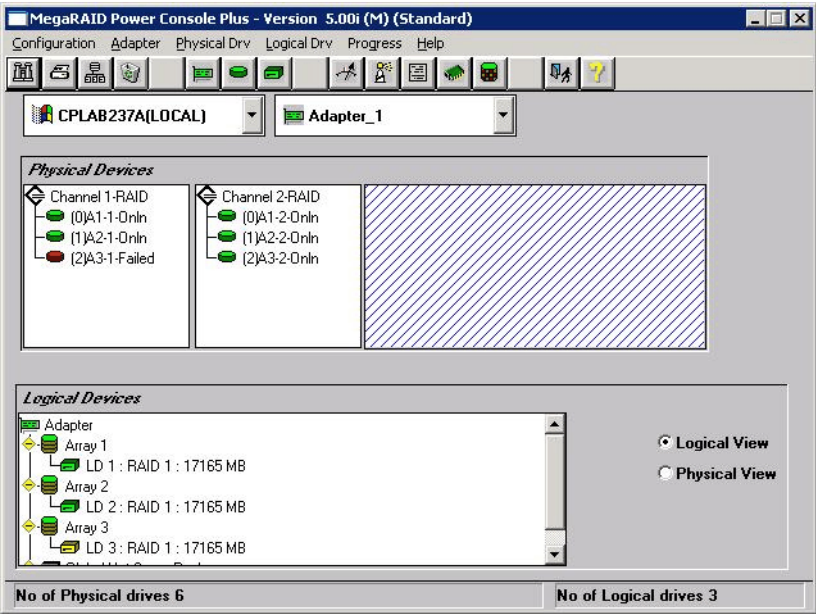 MegaRAID Power Console Plus - Version 5.00i (M) (Standard)
Configuration Adapter Physical Drv Logical Drv Progress Help
CPLAB237A(LOCAL) Adapter_1
Physical Devices
Channel 1-RAID
(0)A1-1-Onln
(1)A2-1-Onln
(2)A3-1-Failed
Channel 2-RAID
(0)A1-2-Onln
(1)A2-2-Onln
(2)A3-2-Onln
Logical Devices
Adapter
Array 1
LD 1 : RAID 1 : 17165 MB
Array 2
LD 2 : RAID 1 : 17165 MB
Array 3
LD 3 : RAID 1 : 17165 MB
Logical View
Physical View
No of Physical drives 6
No of Logical drives 3